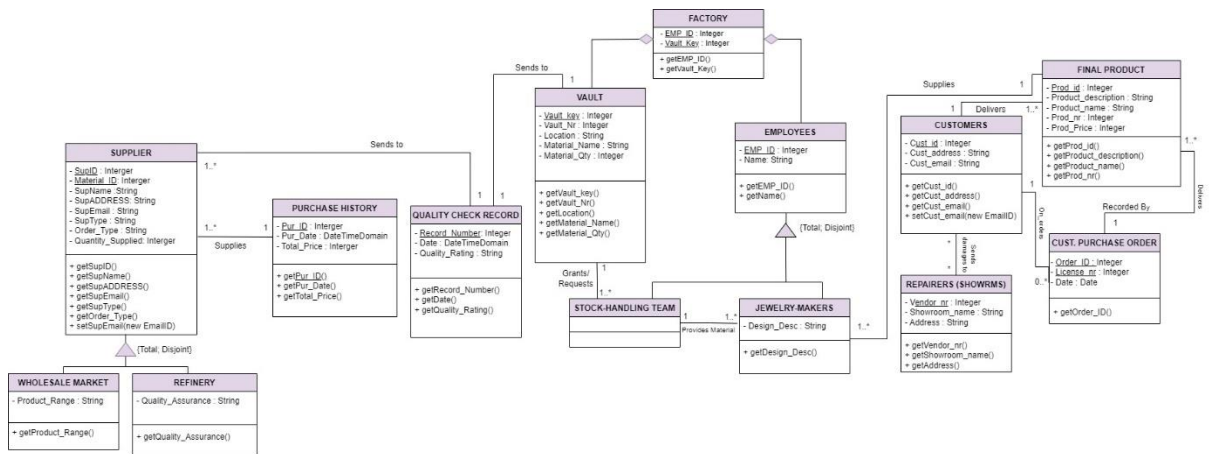 FACTORY
- EMP_ID : Integer
- Vault_Key : Integer
+ getEMP_ID()
+ getVault_Key()
Sends to
1
1
VAULT
- Vault_key : Integer
- Vault_Nr : Integer
- Location : String
- Material_Name : String
- Material_Qty : Integer
+ getVault_key()
+ getVault_Nr()
+ getLocation()
+ getMaterial_Name()
+ getMaterial_Qty()
EMPLOYEES
- EMP_ID : Integer
- Name: String
+ getEMP_ID()
+ getName()
{Total; Disjoint}
Supplies
1
1..*
FINAL PRODUCT
- Prod_id : Integer
- Product_description : String
- Product_name : String
- Prod_nr : Integer
- Prod_Price : Integer
+ getProd_id()
+ getProduct_description()
+ getProduct_name()
+ getProd_nr()
1
Delivers
1..*
CUSTOMERS
- Cust_id : Integer
- Cust_address : String
- Cust_email : String
+ getCust_id()
+ getCust_address()
+ getCust_email()
+ setCust_email(new EmailID)
1..*
Delivers
1
Recorded By
1
On_orders
0..*
CUST. PURCHASE ORDER
- Order_ID : Integer
- License_nr : Integer
- Date : Date
+ getOrder_ID()
*
Sends
damages to
*
REPAIRERS (SHOWRMS)
- Vendor_nr : Integer
- Showroom_name : String
- Address : String
+ getVendor_nr()
+ getShowroom_name()
+ getAddress()
SUPPLIER
- SupID : Interger
- Material_ID : Interger
- SupName : String
- SupADDRESS : String
- SupEmail : String
- SupType : String
- Order_Type : String
- Quantity_Supplied: Interger
+ getSupID()
+ getSupName()
+ getSupADDRESS()
+ getSupEmail()
+ getSupType()
+ getOrder_Type()
+ setSupEmail(new EmailID)
Sends to
1..*
1
1..*
1
Supplies
PURCHASE HISTORY
- Pur_ID : Interger
- Pur_Date : DateTimeDomain
- Total_Price : Interger
+ getPur_ID()
+ getPur_Date()
+ getTotal_Price()
QUALITY CHECK RECORD
- Record_Number: Integer
- Date : DateTimeDomain
- Quality_Rating : String
+ getRecord_Number()
+ getDate()
+ getQuality_Rating()
1
Grants/
Requests
1..*
STOCK-HANDLING TEAM
1
1..*
Provides Material
JEWELRY-MAKERS
- Design_Desc : String
+ getDesign_Desc()
{Total; Disjoint}
WHOLESALE MARKET
- Product_Range : String
+ getProduct_Range()
REFINERY
- Quality_Assurance : String
+ getQuality_Assurance()